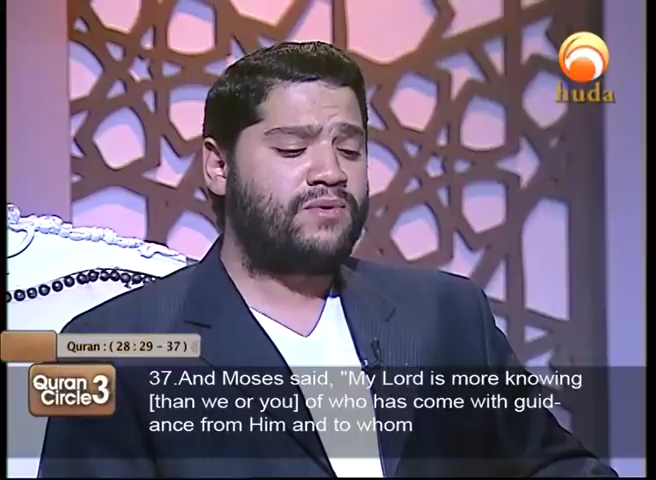 huda
Quran : ( 28:29 - 37 )
Quran
Circle 3
37.And Moses said, "My Lord is more knowing
[than we or you] of who has come with guid-
ance from Him and to whom